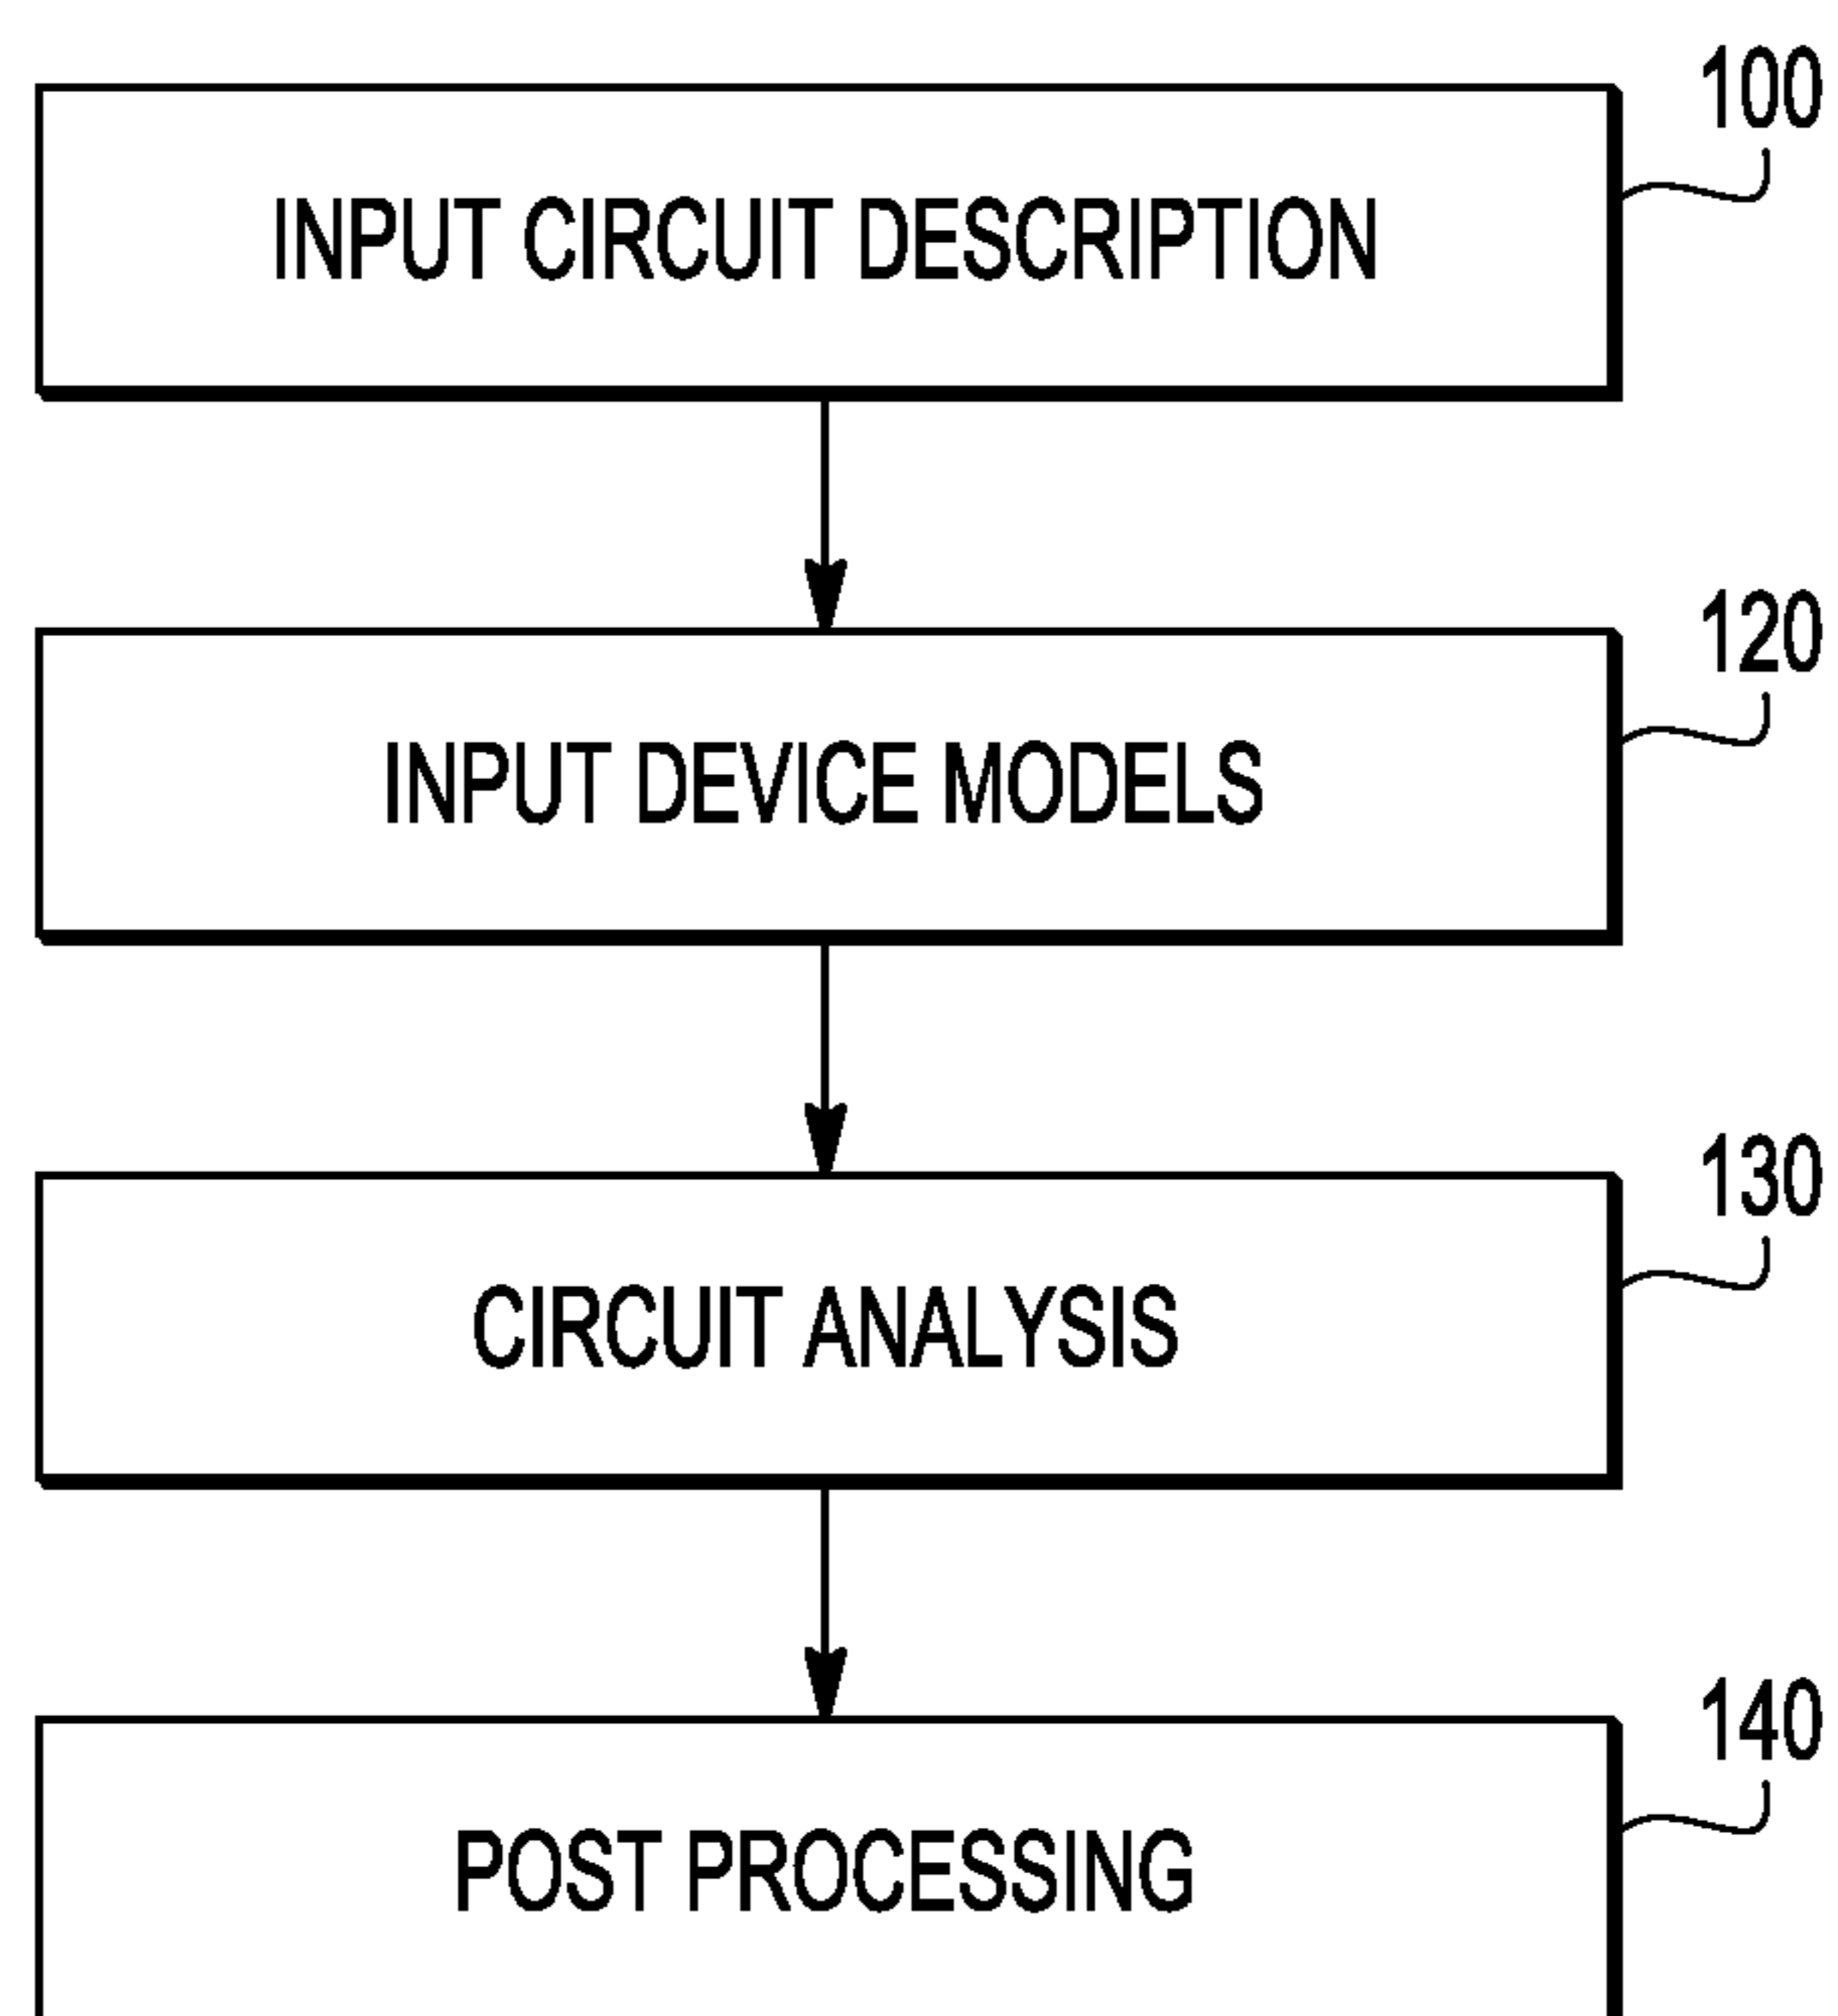 100
INPUT CIRCUIT DESCRIPTION
120
INPUT DEVICE MODELS
130
CIRCUIT ANALYSIS
140
POST PROCESSING